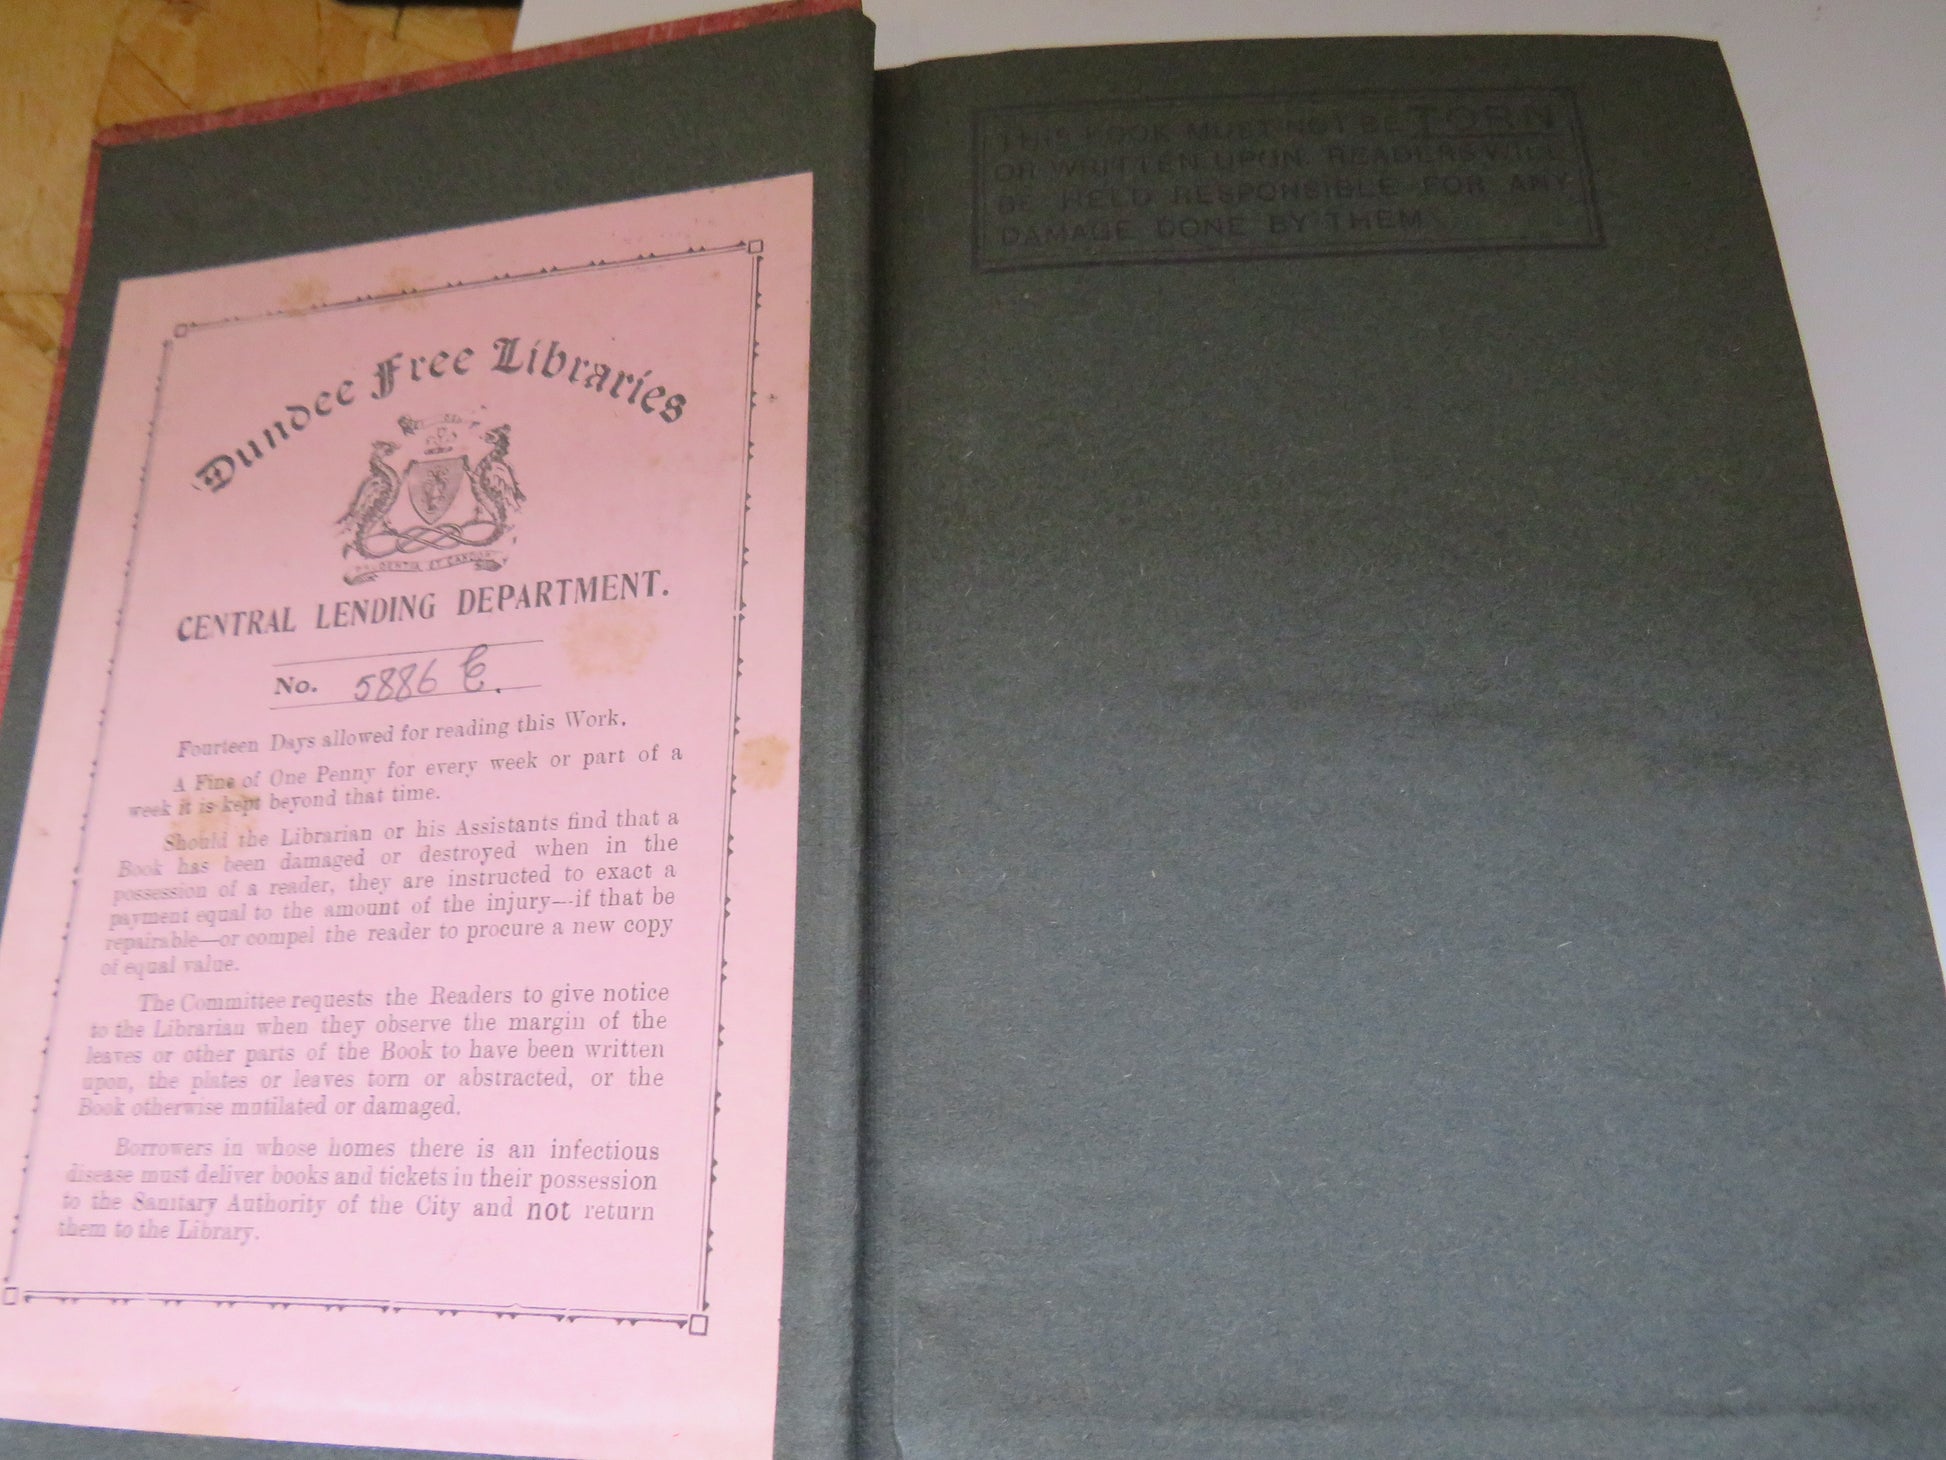 Dundee Free Libraries
PRUDENTIA ET CANDORE
CENTRAL LENDING DEPARTMENT.
No. 5886 C.
Fourteen Days allowed for reading this Work.
A Fine of One Penny for every week or part of a
week it is kept beyond that time.
Should the Librarian or his Assistants find that a
Book has been damaged or destroyed when in the
possession of a reader, they are instructed to exact a
payment equal to the amount of the injury—if that be
repairable—or compel the reader to procure a new copy
of equal value.
The Committee requests the Readers to give notice
to the Librarian when they observe the margin of the
leaves or other parts of the Book to have been written
upon, the plates or leaves torn or abstracted, or the
Book otherwise mutilated or damaged.
Borrowers in whose homes there is an infectious
disease must deliver books and tickets in their possession
to the Sanitary Authority of the City and not return
them to the Library.
THIS BOOK MUST NOT BE TORN
OR WRITTEN UPON. READERS WILL
BE HELD RESPONSIBLE FOR ANY
DAMAGE DONE BY THEM